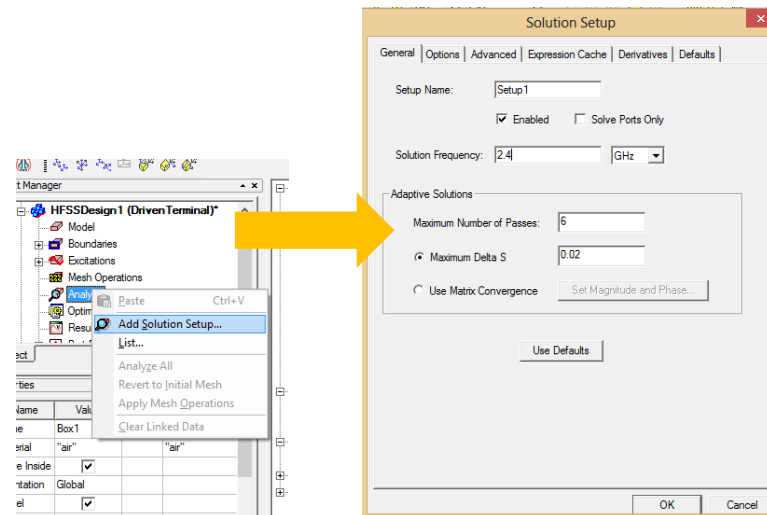 t Manager
HFSSDesign1 (DrivenTerminal)*
Model
Boundaries
Excitations
Mesh Operations
Analy
Optim
Resu
ect
Paste Ctrl+V
Add Solution Setup...
List...
Analyze All
Revert to Initial Mesh
Apply Mesh Operations
Clear Linked Data
rties
Name Valu
e Box1
erial "air" "air"
e Inside
ntation Global
el
Solution Setup
General Options Advanced Expression Cache Derivatives Defaults
Setup Name: Setup1
Enabled Solve Ports Only
Solution Frequency: 2.4 GHz
Adaptive Solutions
Maximum Number of Passes: 6
Maximum Delta S 0.02
Use Matrix Convergence Set Magnitude and Phase...
Use Defaults
OK Cancel